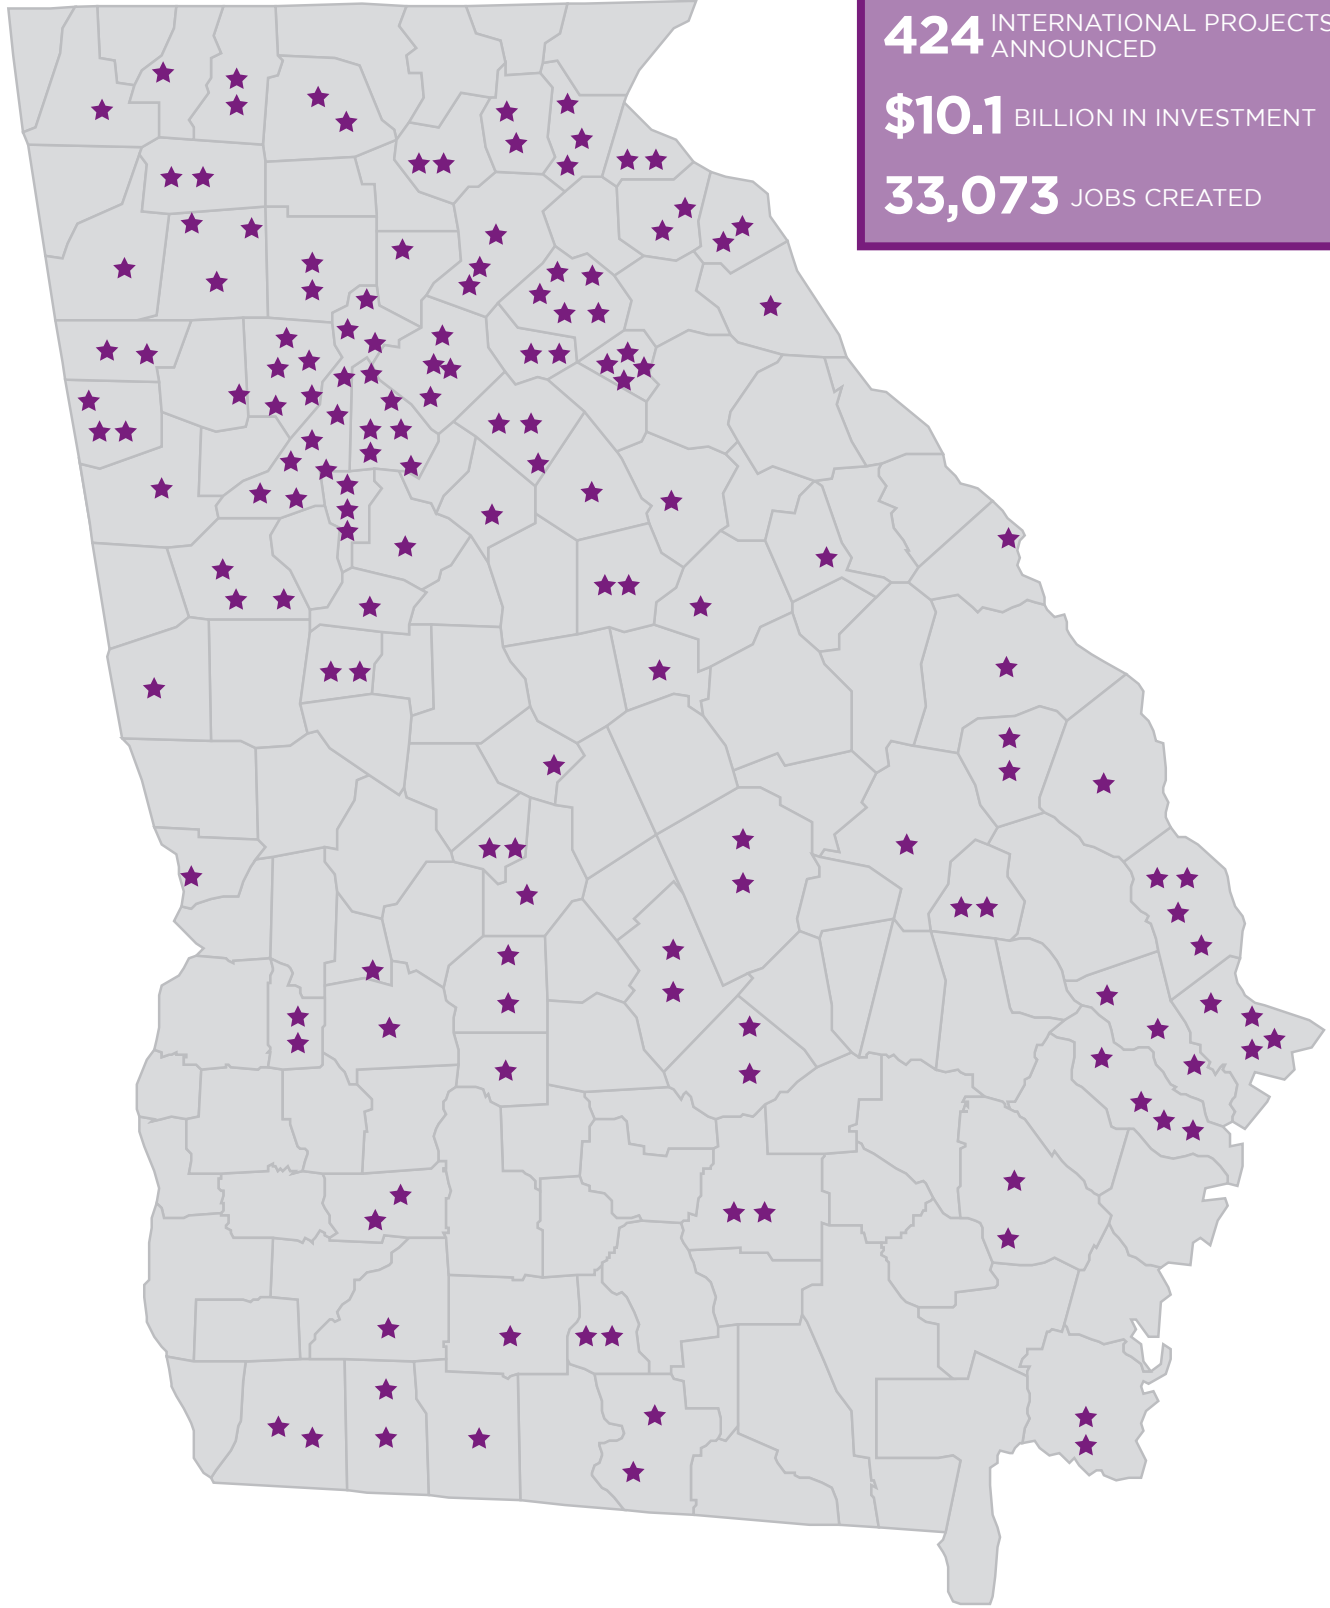 424 INTERNATIONAL PROJECTS
ANNOUNCED
$10.1 BILLION IN INVESTMENT
33,073 JOBS CREATED